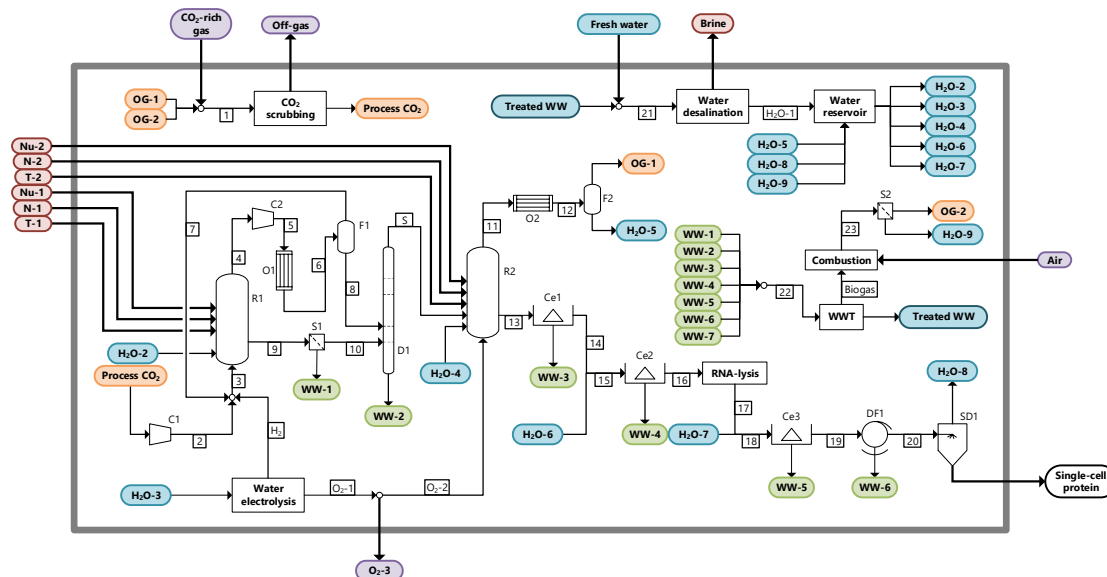 CO₂-rich
gas
Off-gas
Fresh water
Brine
OG-1
OG-2
1
CO₂
scrubbing
Process CO₂
Treated WW
21
Water
desalination
H₂O-1
Water
reservoir
H₂O-2
H₂O-3
H₂O-4
H₂O-6
H₂O-7
H₂O-5
H₂O-8
H₂O-9
Nu-2
N-2
T-2
Nu-1
N-1
T-1
7
4
C2
5
O1
6
F1
8
S
R1
9
S1
10
D1
WW-1
WW-2
H₂O-2
Process CO₂
3
C1
2
H₂
H₂O-3
Water
electrolysis
O₂-1
O₂-2
O₂-3
11
O2
12
F2
OG-1
H₂O-5
R2
H₂O-4
13
Ce1
14
WW-3
H₂O-6
15
Ce2
16
WW-4
RNA-lysis
17
H₂O-7
18
Ce3
WW-5
19
DF1
WW-6
20
SD1
H₂O-8
Single-cell
protein
WW-1
WW-2
WW-3
WW-4
WW-5
WW-6
WW-7
22
WWT
Treated WW
Biogas
Combustion
Air
23
S2
OG-2
H₂O-9